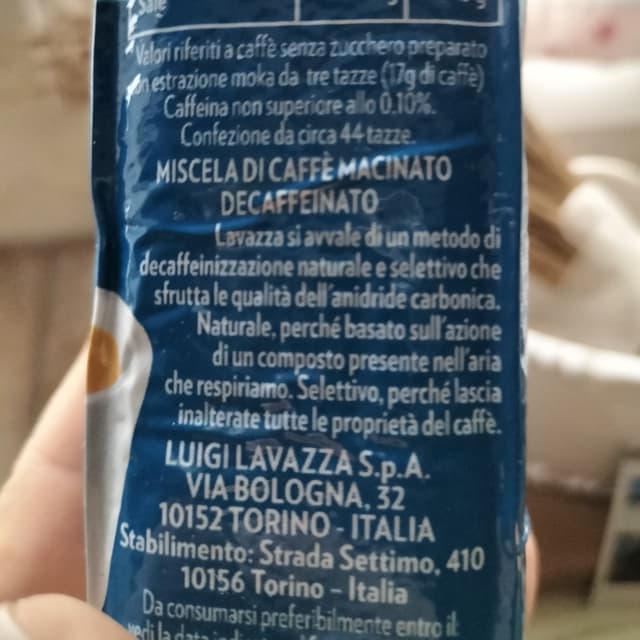 Sale
Valori riferiti a caffè senza zucchero preparato
estrazione moka da tre tazze (17g di caffè)
Caffeina non superiore allo 0.10%.
Confezione da circa 44 tazze.
MISCELA DI CAFFÈ MACINATO
DECAFFEINATO
Lavazza si avvale di un metodo di
decaffeinizzazione naturale e selettivo che
sfrutta le qualità dell'anidride carbonica.
Naturale, perché basato sull'azione
di un composto presente nell'aria
che respiriamo. Selettivo, perché lascia
inalterate tutte le proprietà del caffè.
LUIGI LAVAZZA S.p.A.
VIA BOLOGNA, 32
10152 TORINO - ITALIA
Stabilimento: Strada Settimo, 410
10156 Torino - Italia
Da consumarsi preferibilmente entro il:
vedi la data